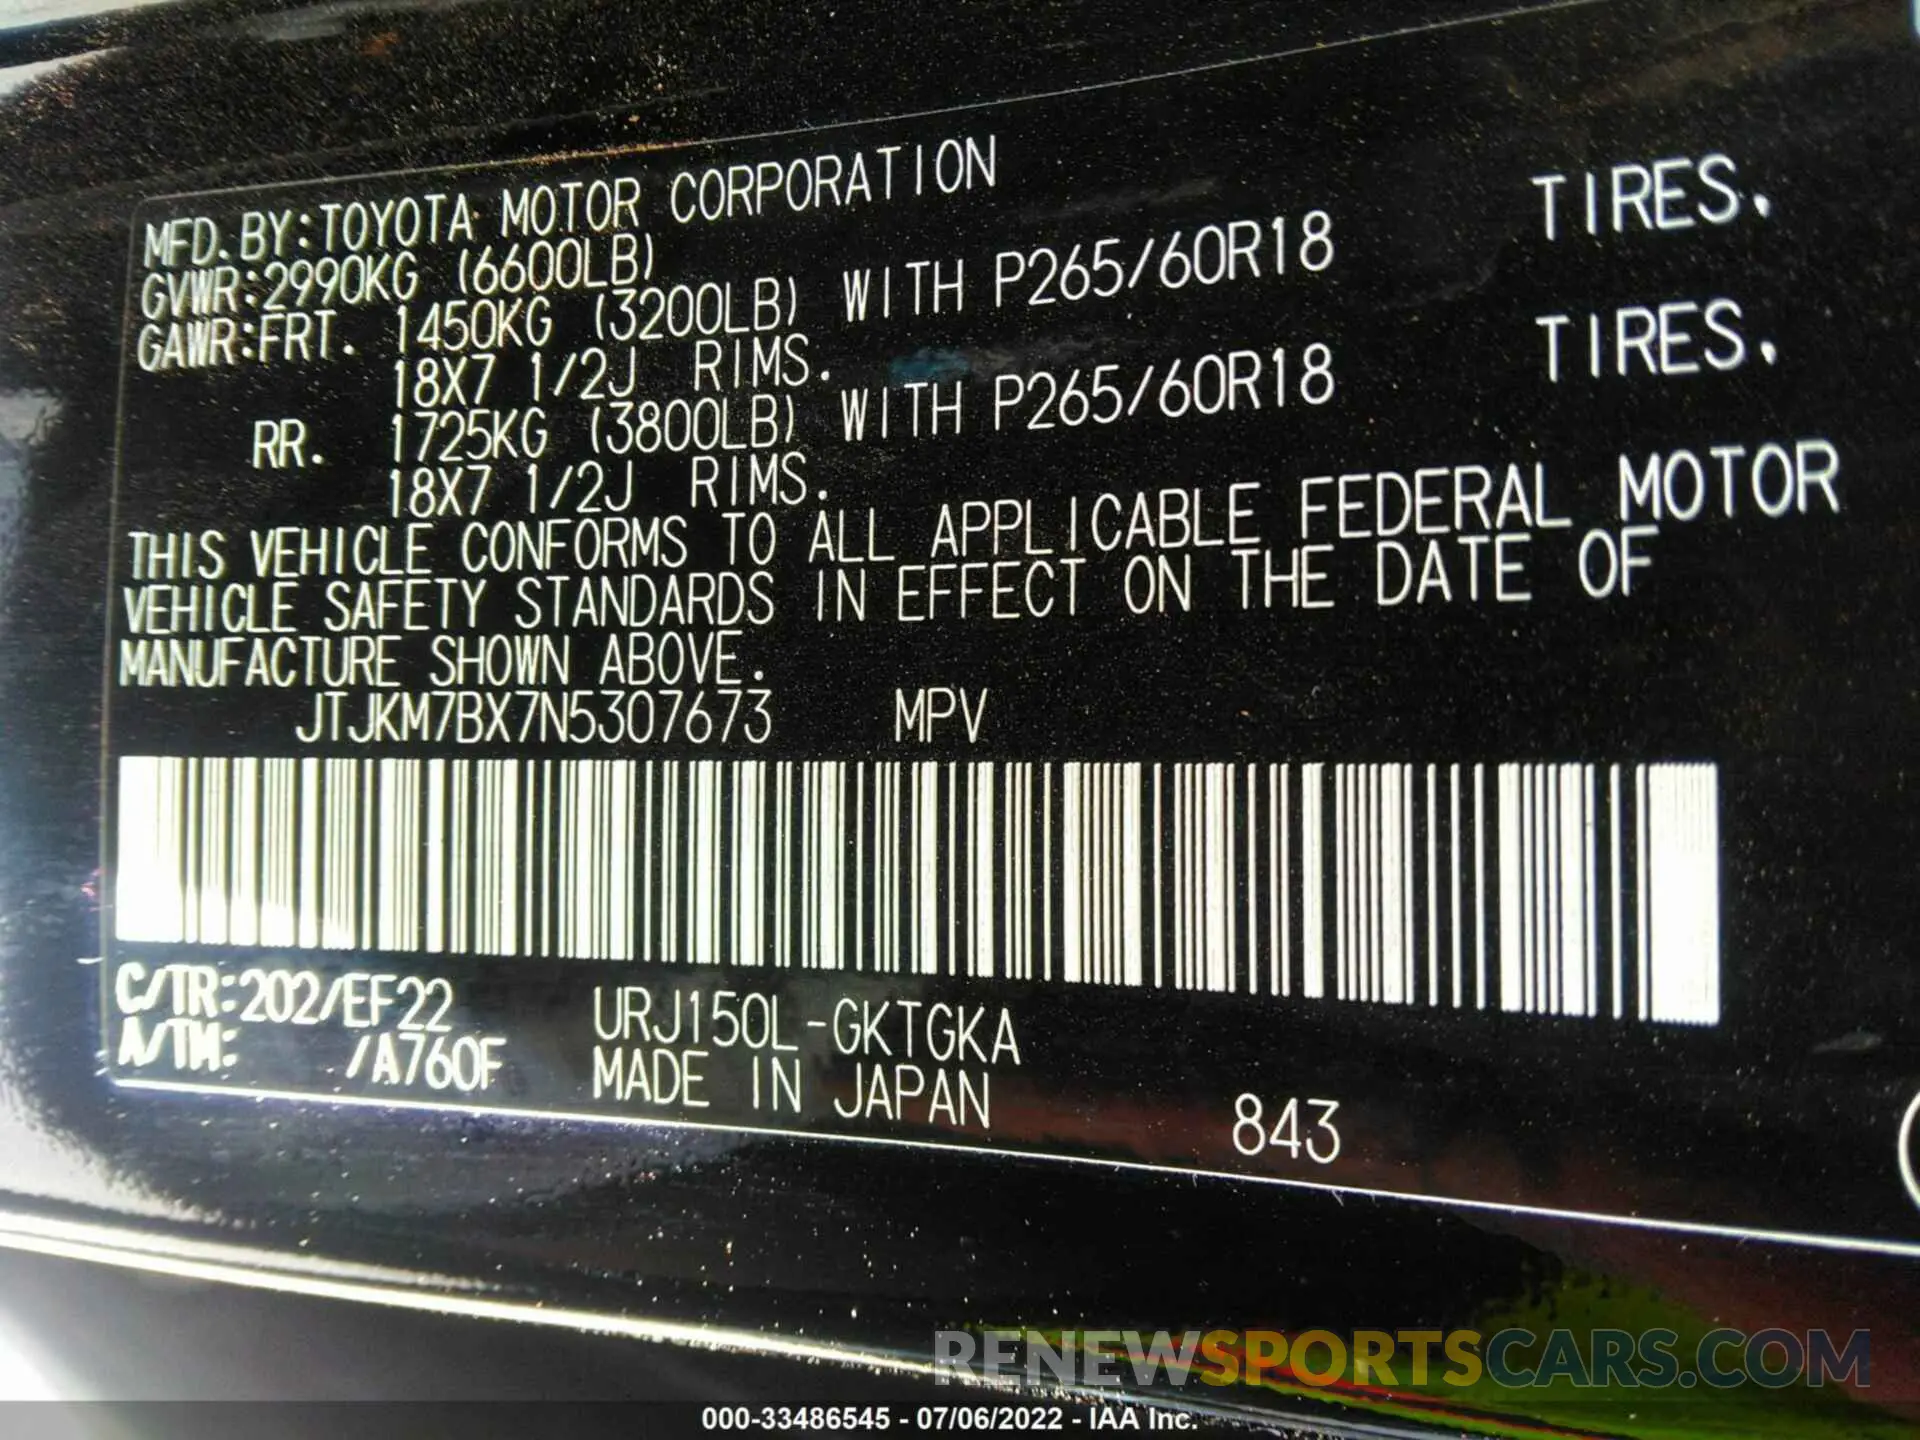 MFD.BY:TOYOTA MOTOR CORPORATION
GVWR:2990KG (6600LB)
GAWR:FRT. 1450KG (3200LB) WITH P265/60R18 TIRES,
18X7 1/2J RIMS.
RR. 1725KG (3800LB) WITH P265/60R18 TIRES,
18X7 1/2J RIMS.
THIS VEHICLE CONFORMS TO ALL APPLICABLE FEDERAL MOTOR
VEHICLE SAFETY STANDARDS IN EFFECT ON THE DATE OF
MANUFACTURE SHOWN ABOVE.
JTJKM7BX7N5307673 MPV
C/TR:202/EF22 URJ150L-GKTGKA
A/TM: /A760F MADE IN JAPAN
843
RENEWSPORTSCARS.COM
000-33486545 - 07/06/2022 - IAA Inc.